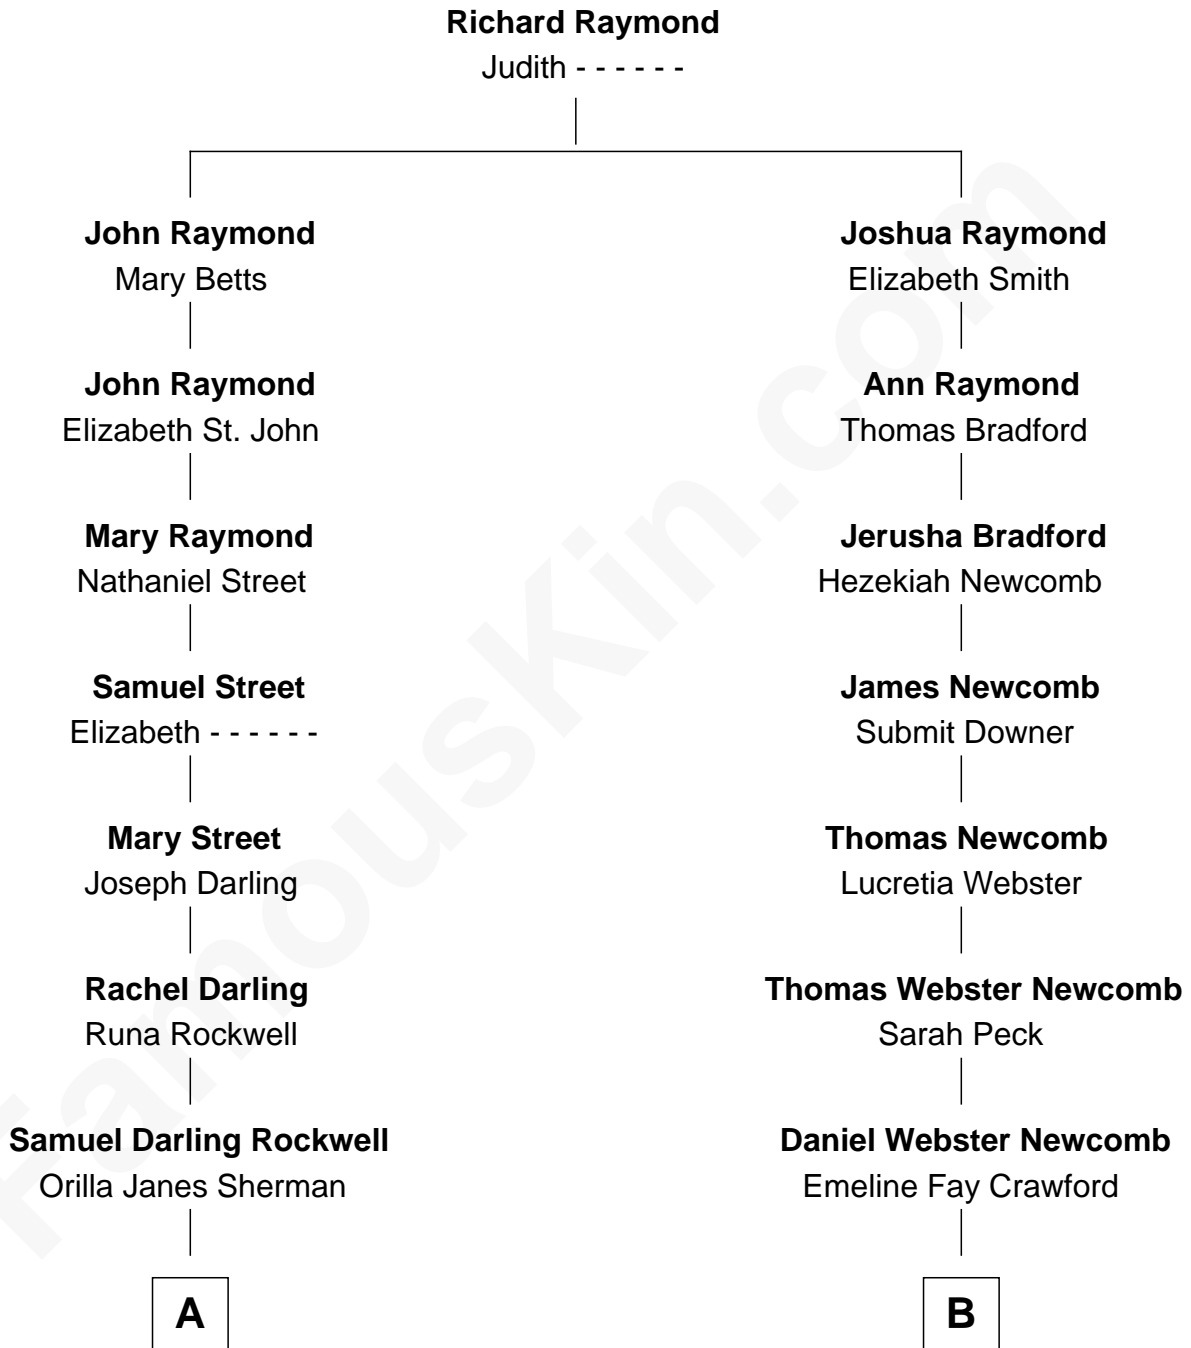 Richard Raymond
Judith - - - - - -
John Raymond
Mary Betts
Joshua Raymond
Elizabeth Smith
John Raymond
Elizabeth St. John
Ann Raymond
Thomas Bradford
Mary Raymond
Nathaniel Street
Jerusha Bradford
Hezekiah Newcomb
Samuel Street
Elizabeth - - - - - -
James Newcomb
Submit Downer
Mary Street
Joseph Darling
Thomas Newcomb
Lucretia Webster
Rachel Darling
Runa Rockwell
Thomas Webster Newcomb
Sarah Peck
Samuel Darling Rockwell
Orilla Janes Sherman
Daniel Webster Newcomb
Emeline Fay Crawford
A
B
FamousKin.com